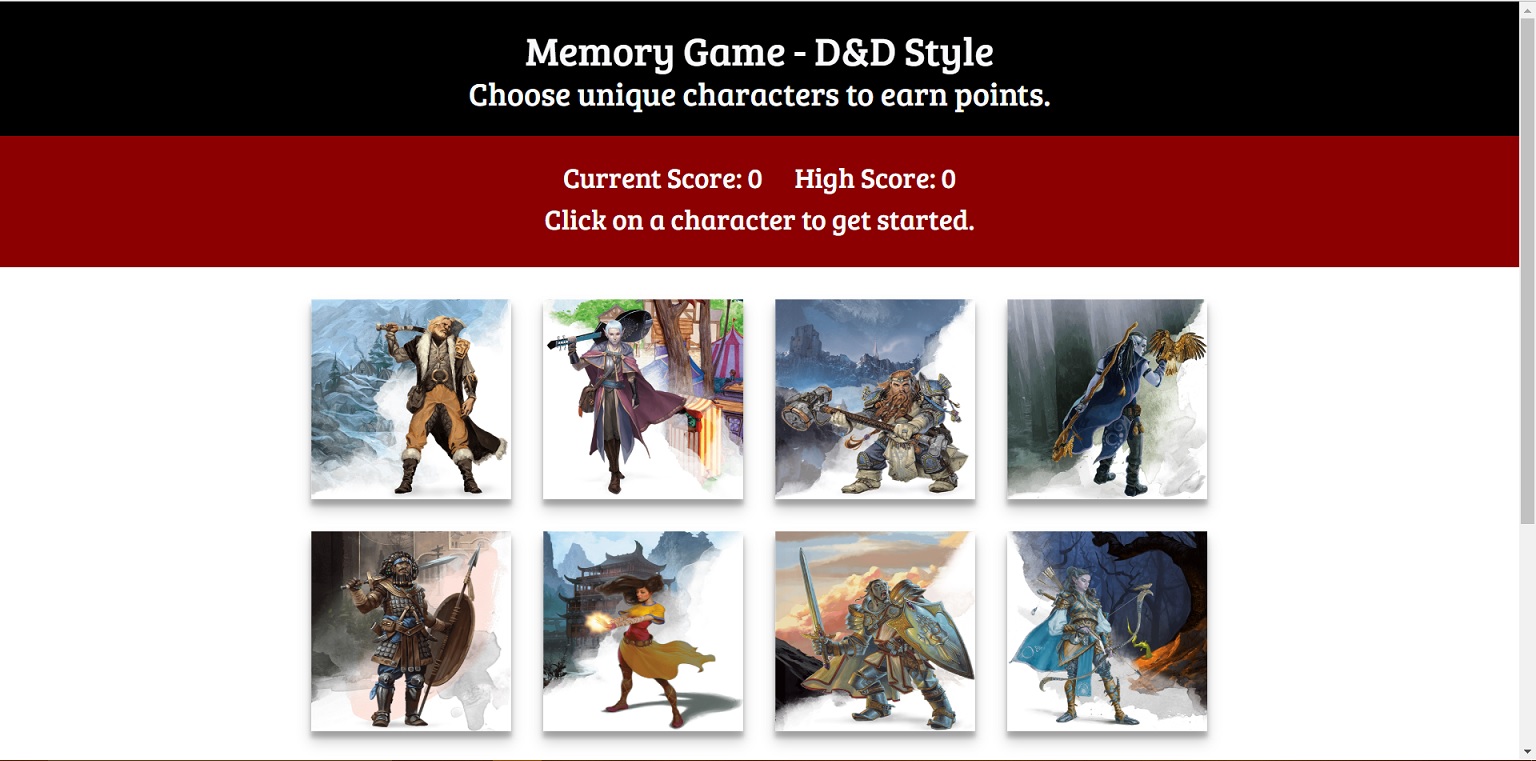 Memory Game - D&D Style
Choose unique characters to earn points.
Current Score: 0 High Score: 0
Click on a character to get started.